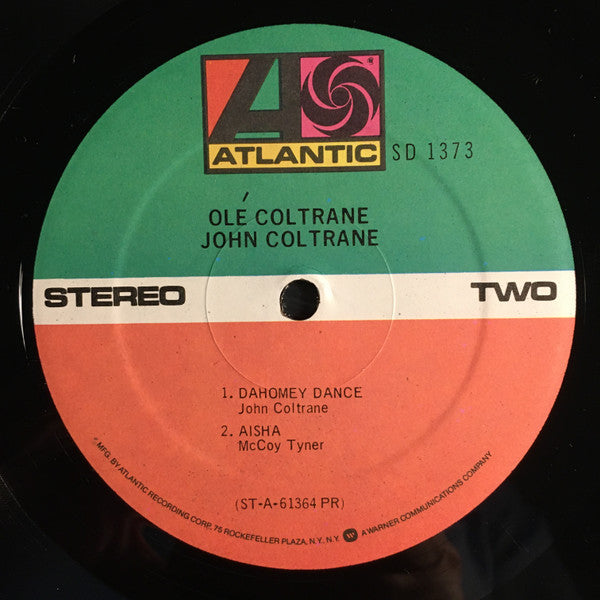 ATLANTIC
SD 1373
OLÉ COLTRANE
JOHN COLTRANE
STEREO
TWO
1. DAHOMEY DANCE
John Coltrane
2. AISHA
McCoy Tyner
(ST-A-61364 PR)
MFG. BY ATLANTIC RECORDING CORP., 75 ROCKEFELLER PLAZA, N.Y. N.Y. W A WARNER COMMUNICATIONS COMPANY